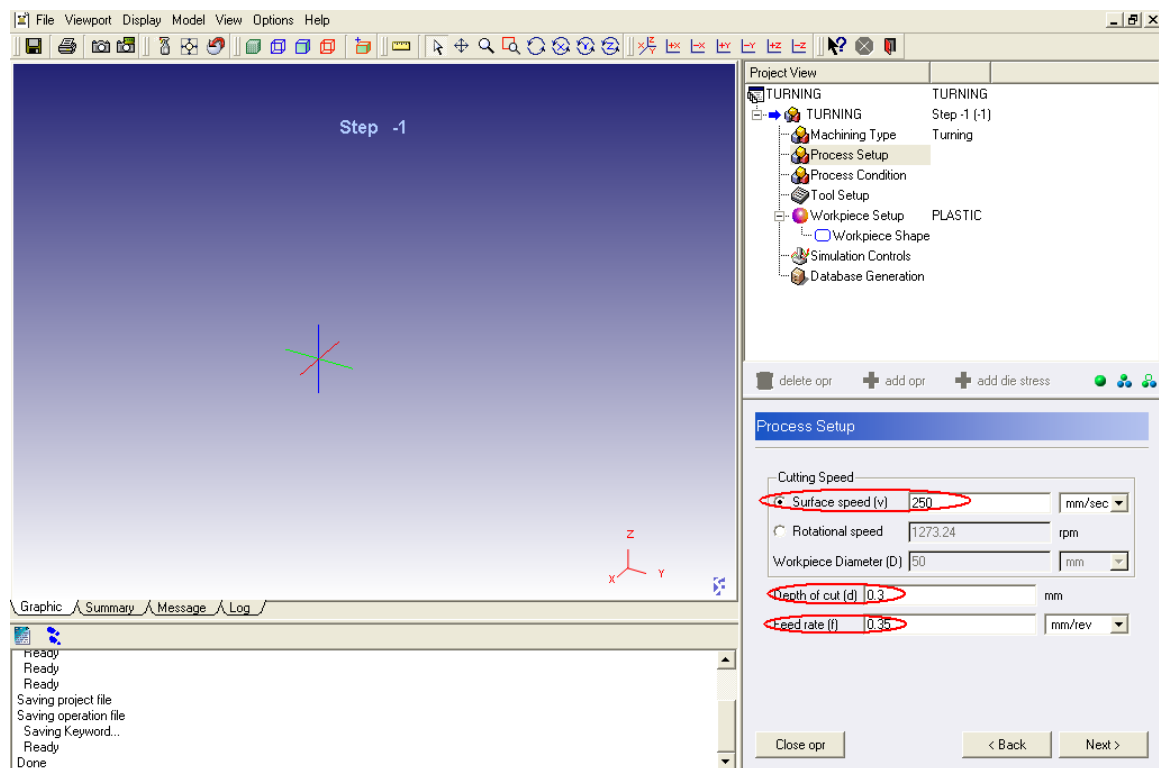 File Viewport Display Model View Options Help
Step -1
Z
X
Y
Graphic Summary Message Log
Ready
Ready
Ready
Saving project file
Saving operation file
Saving Keyword...
Ready
Done
Project View
TURNING TURNING
TURNING Step -1 (-1)
Machining Type Turning
Process Setup
Process Condition
Tool Setup
Workpiece Setup PLASTIC
Workpiece Shape
Simulation Controls
Database Generation
delete opr add opr add die stress
Process Setup
Cutting Speed
Surface speed (v) 250 mm/sec
Rotational speed 1273.24 rpm
Workpiece Diameter (D) 50 mm
Depth of cut (d) 0.3 mm
Feed rate (f) 0.35 mm/rev
Close opr < Back Next >